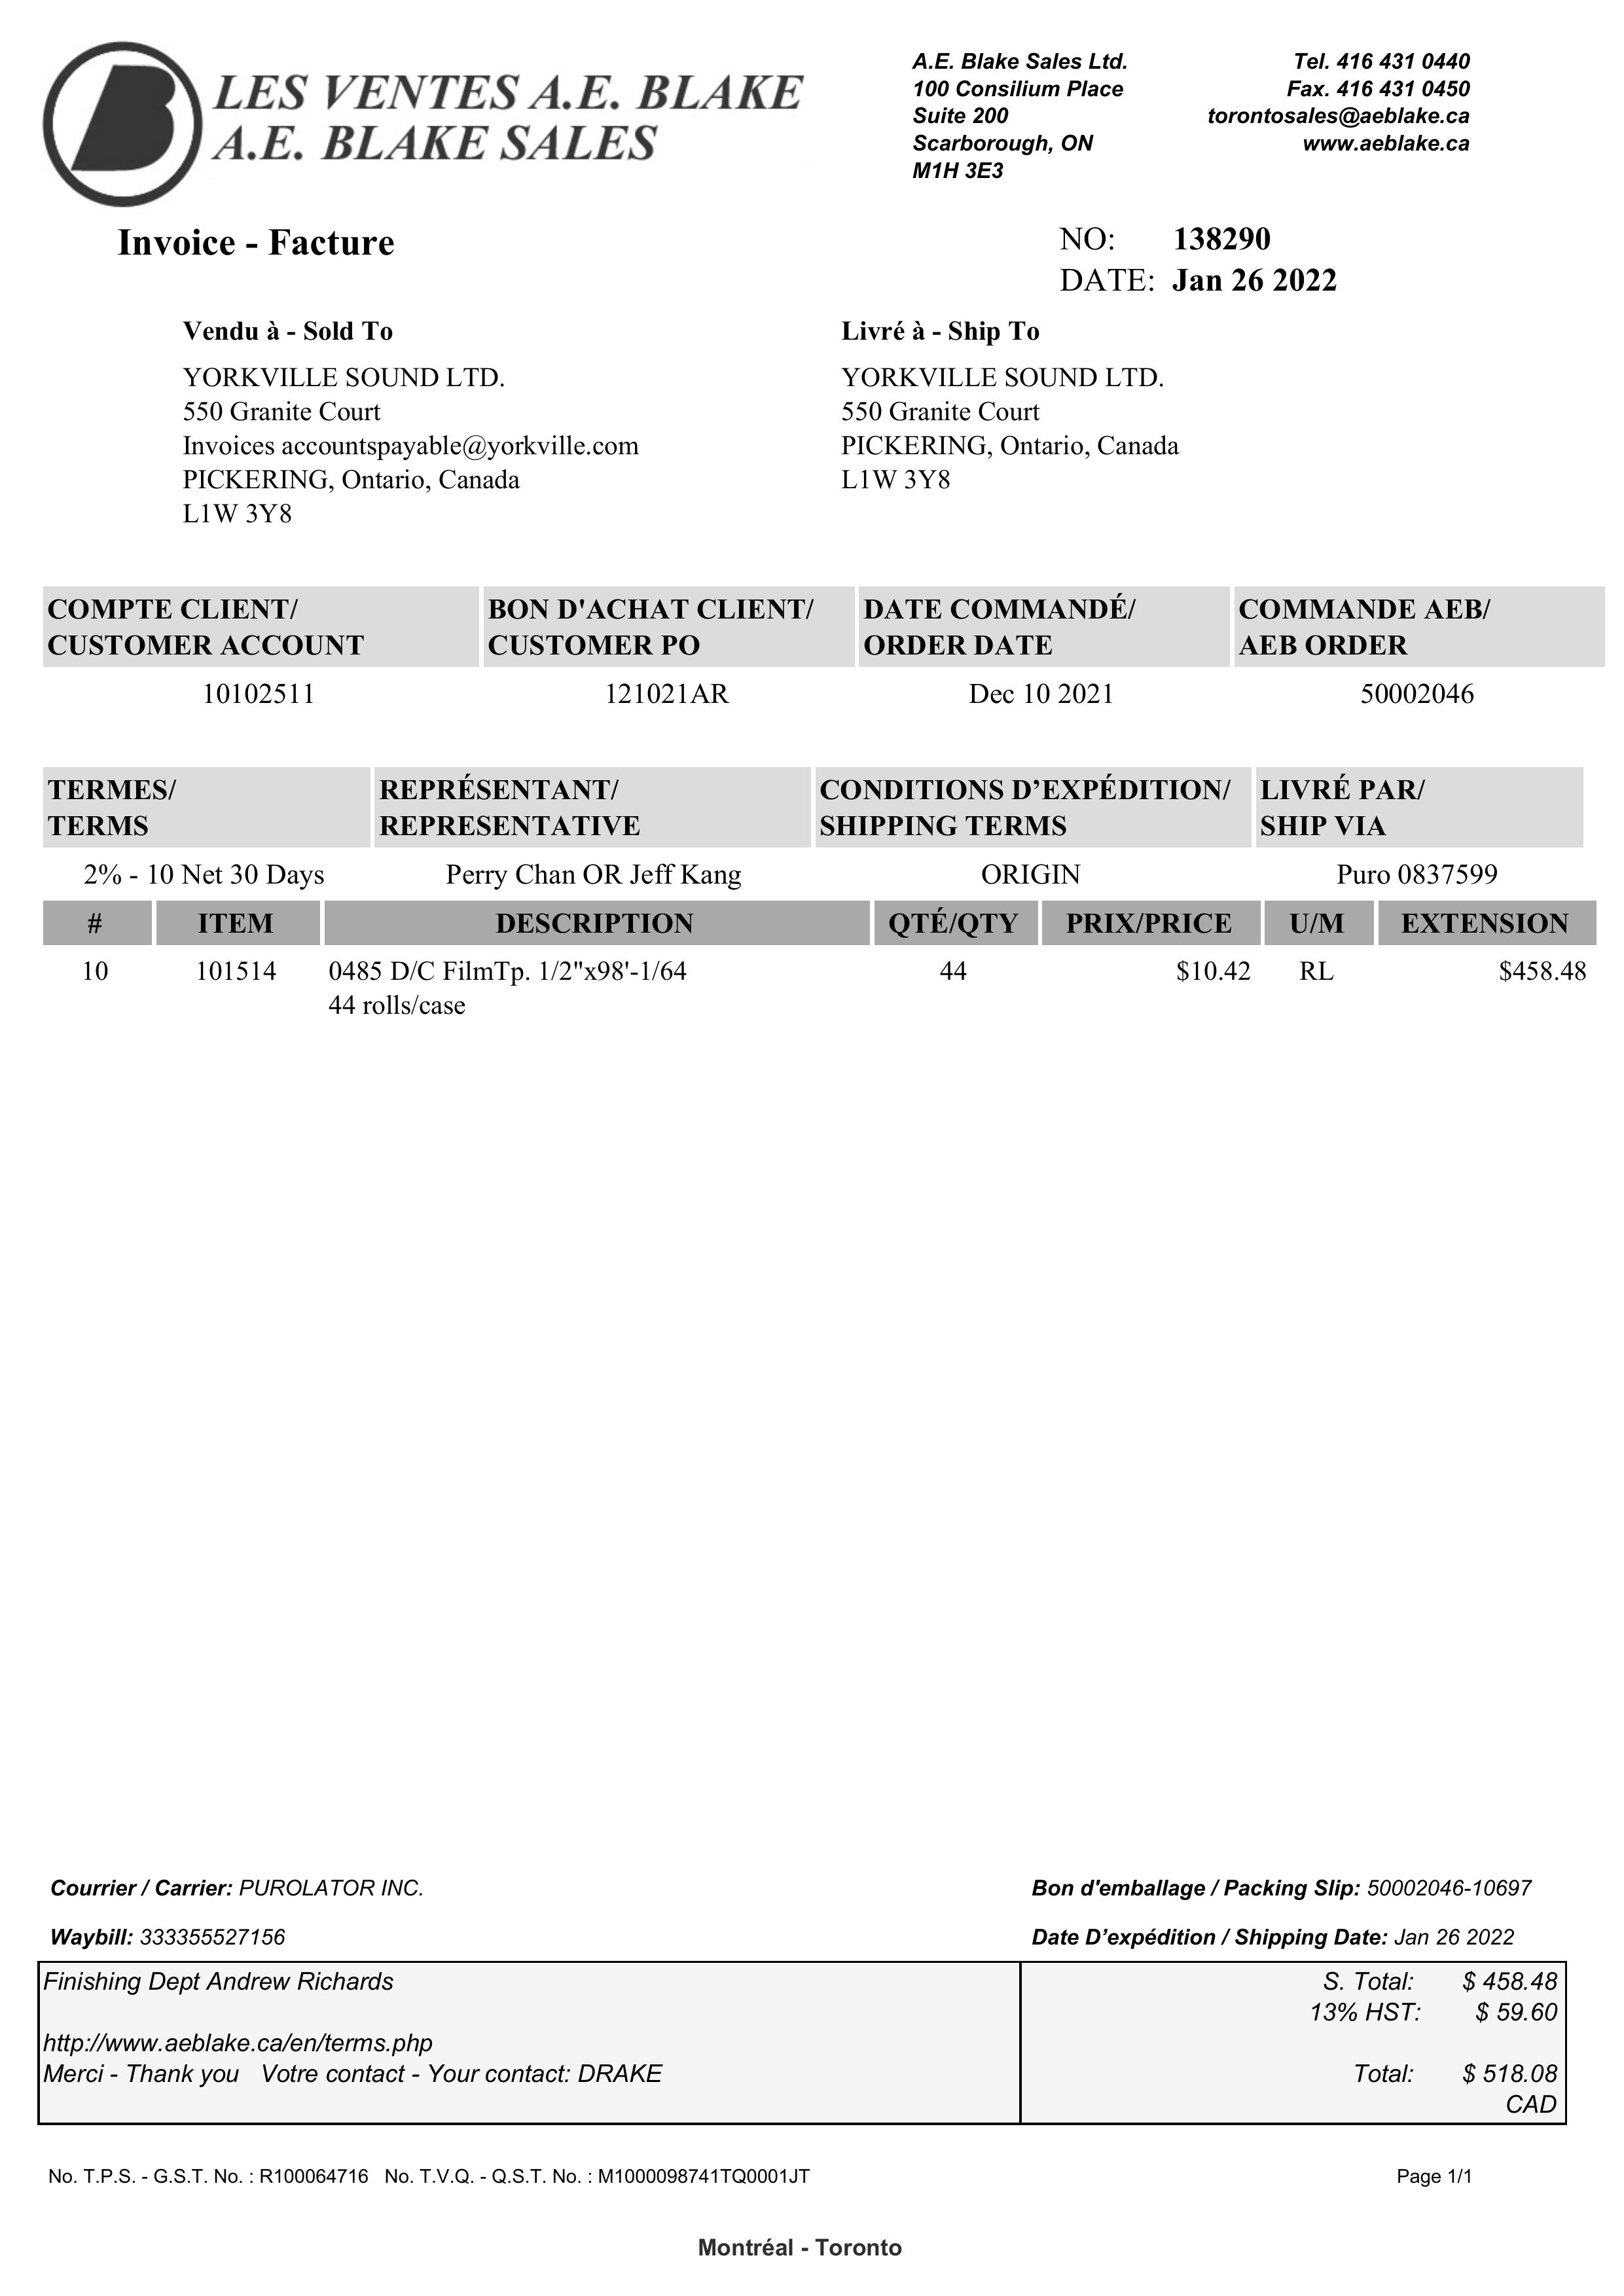 LES VENTES A.E. BLAKE
A.E. BLAKE SALES
A.E. Blake Sales Ltd.
100 Consilium Place
Suite 200
Scarborough, ON
M1H 3E3
Tel. 416 431 0440
Fax. 416 431 0450
torontosales@aeblake.ca
www.aeblake.ca
Invoice - Facture
NO: 138290
DATE: Jan 26 2022
Vendu à - Sold To
YORKVILLE SOUND LTD.
550 Granite Court
Invoices accountspayable@yorkville.com
PICKERING, Ontario, Canada
L1W 3Y8
Livré à - Ship To
YORKVILLE SOUND LTD.
550 Granite Court
PICKERING, Ontario, Canada
L1W 3Y8
COMPTE CLIENT/ BON D'ACHAT CLIENT/ DATE COMMANDÉ/ COMMANDE AEB/
CUSTOMER ACCOUNT CUSTOMER PO ORDER DATE AEB ORDER
10102511 121021AR Dec 10 2021 50002046
TERMES/ REPRÉSENTANT/ CONDITIONS D’EXPÉDITION/ LIVRÉ PAR/
TERMS REPRESENTATIVE SHIPPING TERMS SHIP VIA
2% - 10 Net 30 Days Perry Chan OR Jeff Kang ORIGIN Puro 0837599
# ITEM DESCRIPTION QTÉ/QTY PRIX/PRICE U/M EXTENSION
10 101514 0485 D/C FilmTp. 1/2"x98'-1/64 44 $10.42 RL $458.48
44 rolls/case
Courrier / Carrier: PUROLATOR INC. Bon d'emballage / Packing Slip: 50002046-10697
Waybill: 333355527156 Date D’expédition / Shipping Date: Jan 26 2022
Finishing Dept Andrew Richards S. Total: $ 458.48
13% HST: $ 59.60
http://www.aeblake.ca/en/terms.php
Merci - Thank you Votre contact - Your contact: DRAKE Total: $ 518.08
CAD
No. T.P.S. - G.S.T. No. : R100064716 No. T.V.Q. - Q.S.T. No. : M1000098741TQ0001JT Page 1/1
Montréal - Toronto